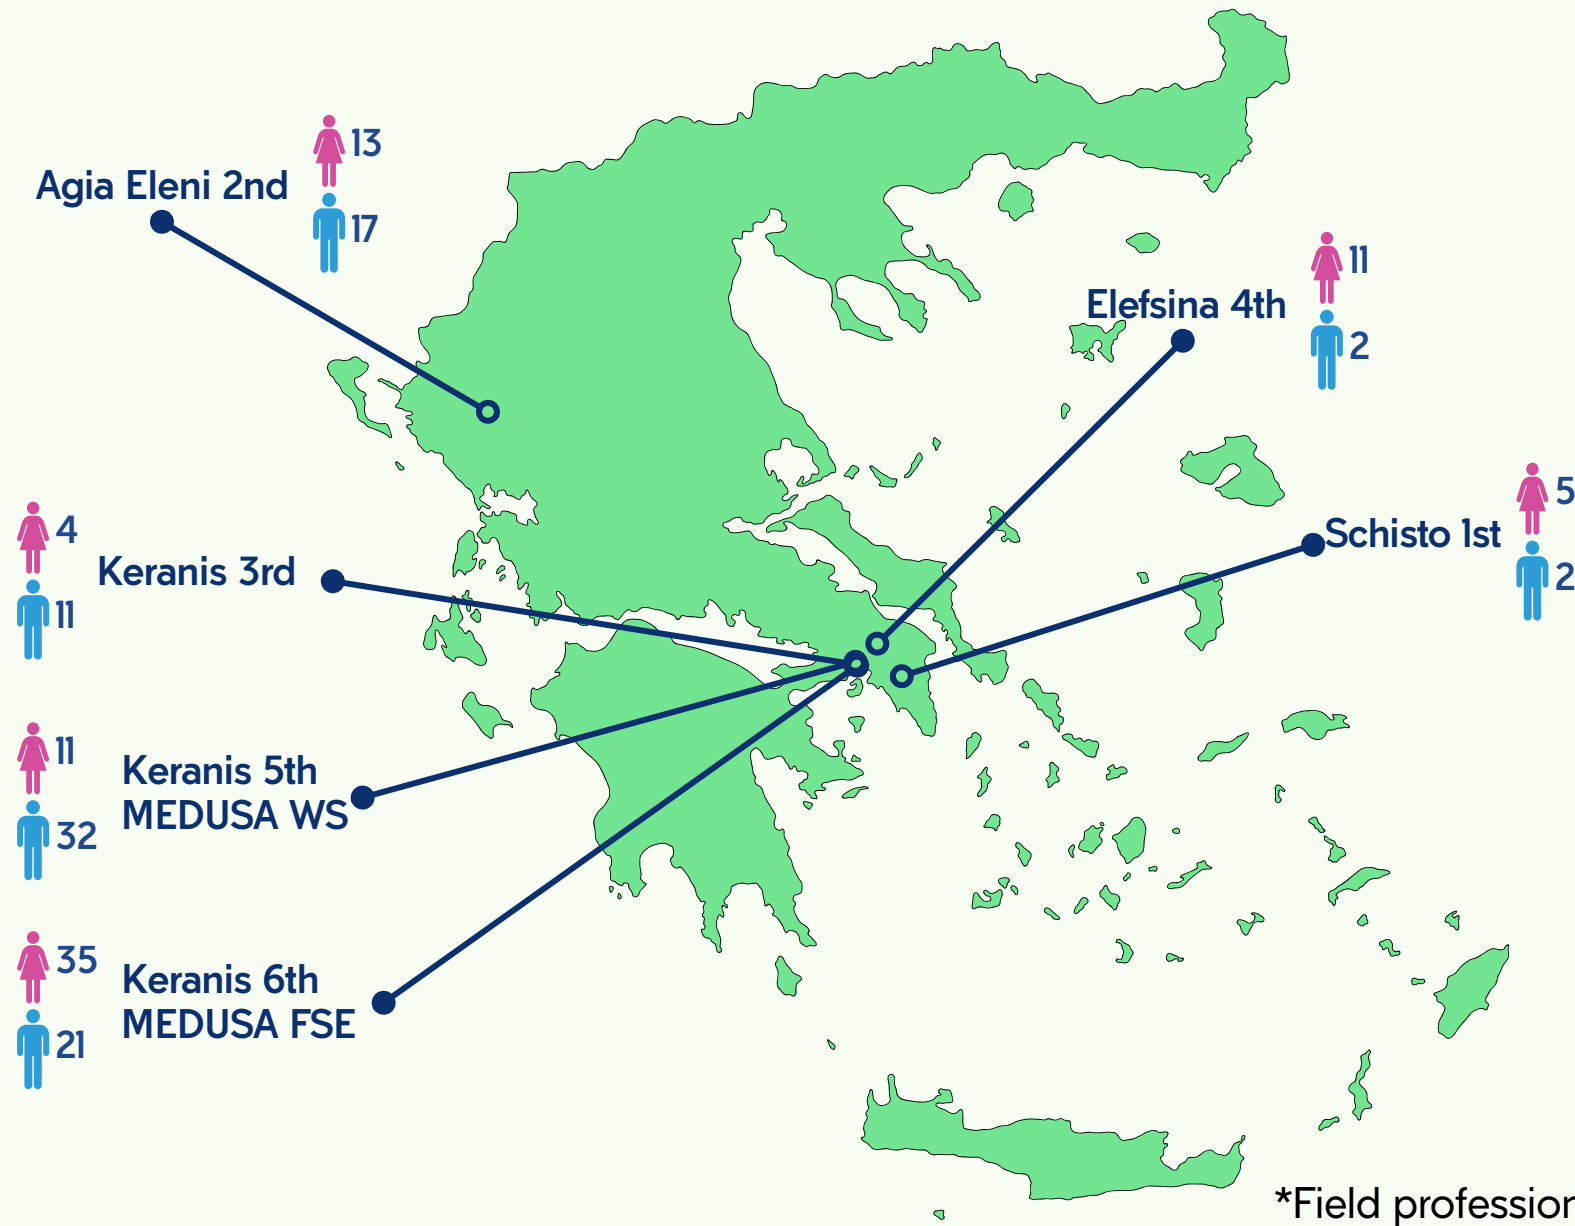 13
Agia Eleni 2nd
17
11
Elefsina 4th
2
5
Schisto 1st
2
4
Keranis 3rd
11
11
Keranis 5th
MEDUSA WS
32
35
Keranis 6th
MEDUSA FSE
21
*Field profession